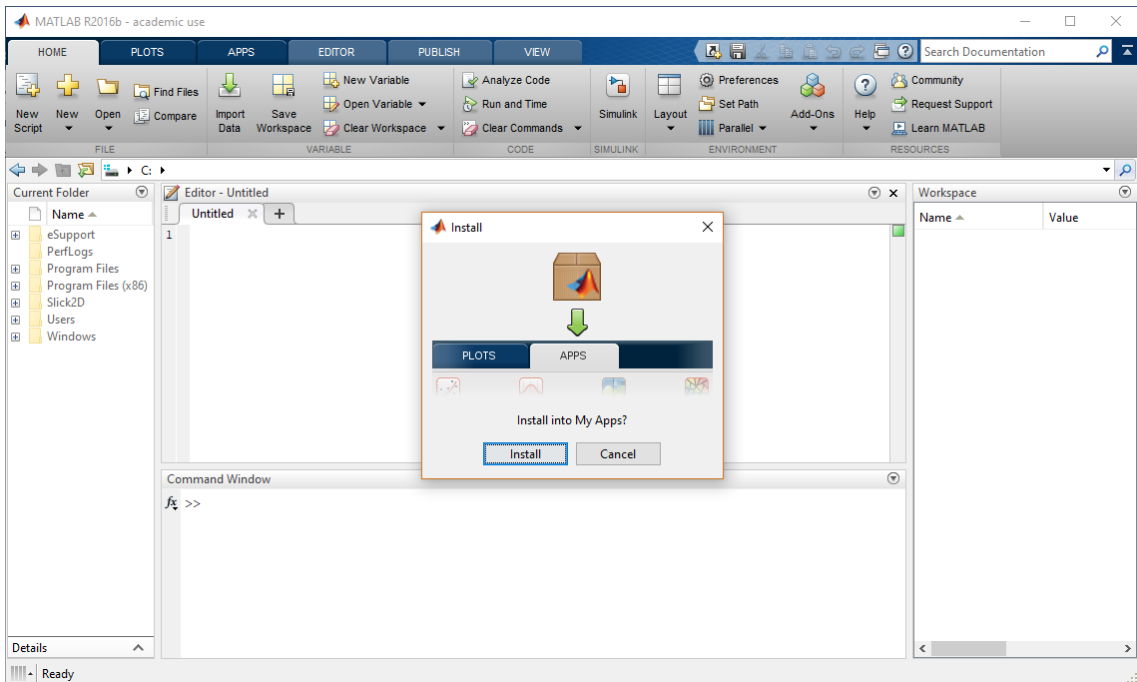 MATLAB R2016b - academic use
HOME PLOTS APPS EDITOR PUBLISH VIEW Search Documentation
New Script
New
Open
Find Files
Compare
Import Data
Save Workspace
New Variable
Open Variable
Clear Workspace
Analyze Code
Run and Time
Clear Commands
Simulink
Layout
Preferences
Set Path
Parallel
Add-Ons
Help
Community
Request Support
Learn MATLAB
FILE VARIABLE CODE SIMULINK ENVIRONMENT RESOURCES
C:
Current Folder
Name
eSupport
PerfLogs
Program Files
Program Files (x86)
Slick2D
Users
Windows
Details
Editor - Untitled
Untitled
1
Install
PLOTS APPS
Install into My Apps?
Install Cancel
Command Window
fx >>
Workspace
Name Value
Ready